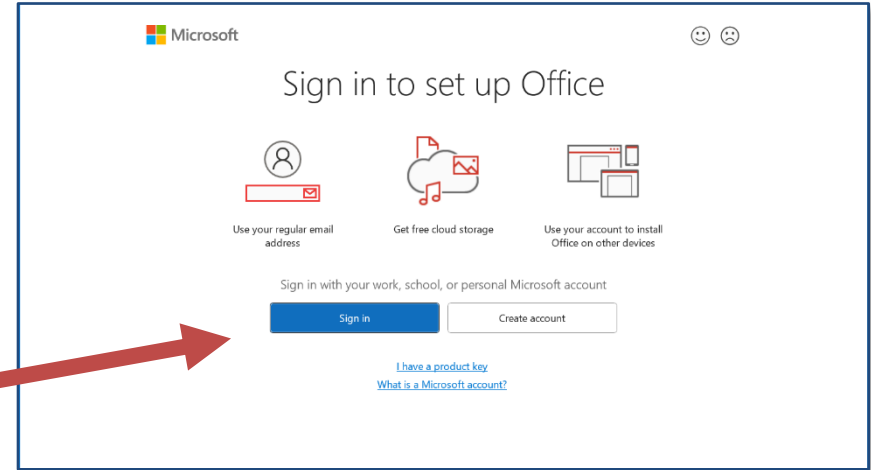 Microsoft
Sign in to set up Office
Use your regular email
address
Get free cloud storage
Use your account to install
Office on other devices
Sign in with your work, school, or personal Microsoft account
Sign in
Create account
I have a product key
What is a Microsoft account?